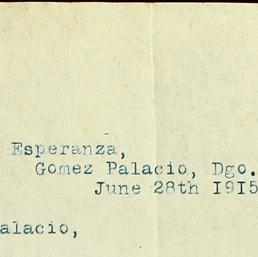 Esperanza,
Gomez Palacio, Dgo.
June 28th 1915
alacio,